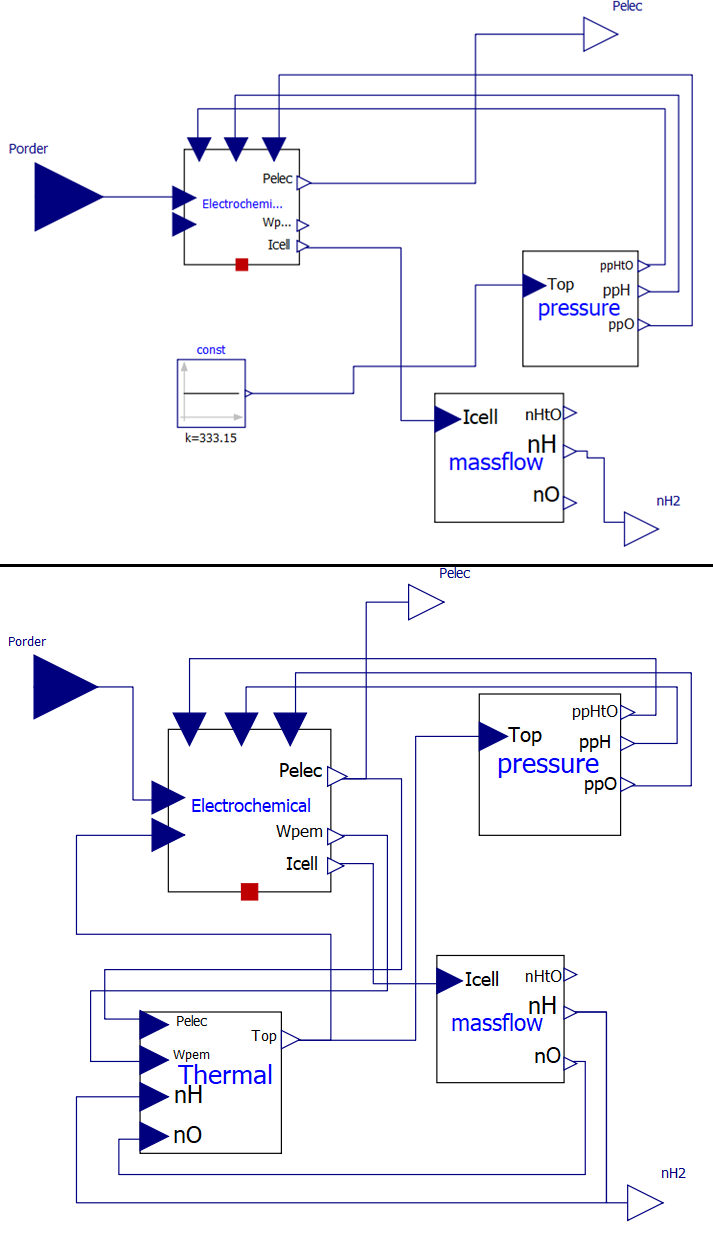 Pelec
Porder
Pelec
Electrochemi...
Wp...
Icell
ppHtO
Top
ppH
pressure
ppO
const
k=333.15
Icell
nHtO
nH
massflow
nO
nH2
Pelec
Porder
ppHtO
Top
ppH
pressure
ppO
Pelec
Electrochemical
Wpem
Icell
Icell
nHtO
nH
massflow
nO
Pelec
Top
Wpem
Thermal
nH
nO
nH2